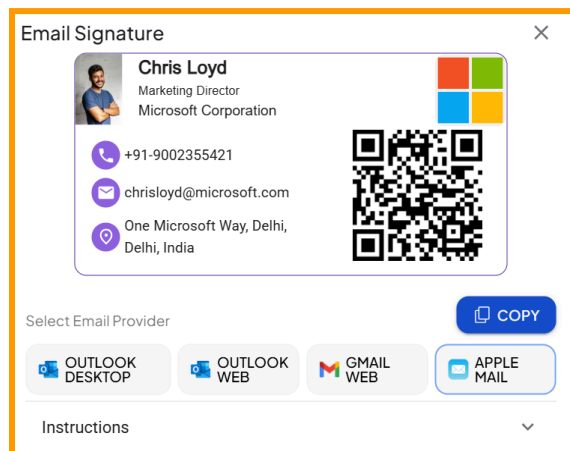 Email Signature
Chris Loyd
Marketing Director
Microsoft Corporation
+91-9002355421
chrisloyd@microsoft.com
One Microsoft Way, Delhi,
Delhi, India
Select Email Provider
COPY
OUTLOOK
DESKTOP
OUTLOOK
WEB
GMAIL
WEB
APPLE
MAIL
Instructions